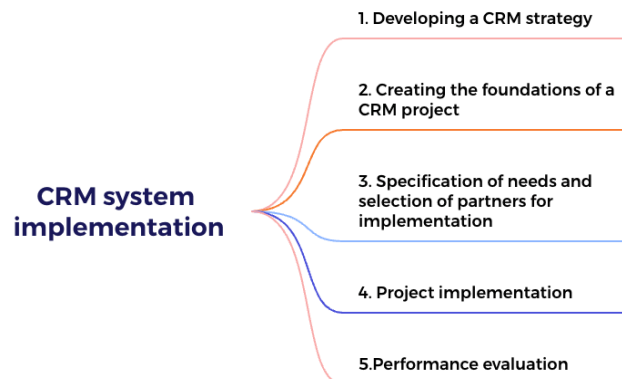 CRM system
implementation
1. Developing a CRM strategy
2. Creating the foundations of a
CRM project
3. Specification of needs and
selection of partners for
implementation
4. Project implementation
5.Performance evaluation